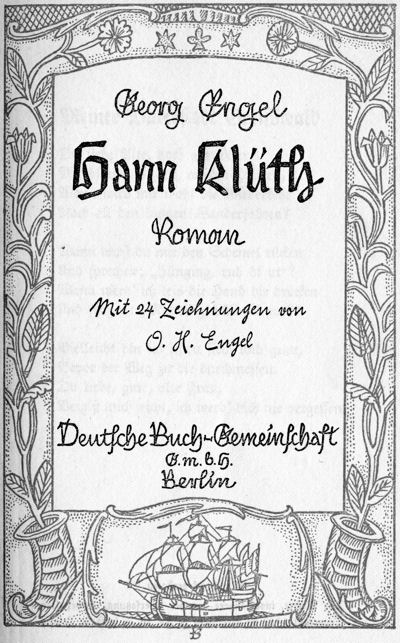 Georg Engel
Hann Klüth
Roman
Mit 24 Zeichnungen von
O. H. Engel
Deutsche Buch-Gemeinschaft
G.m.b.H.
Berlin